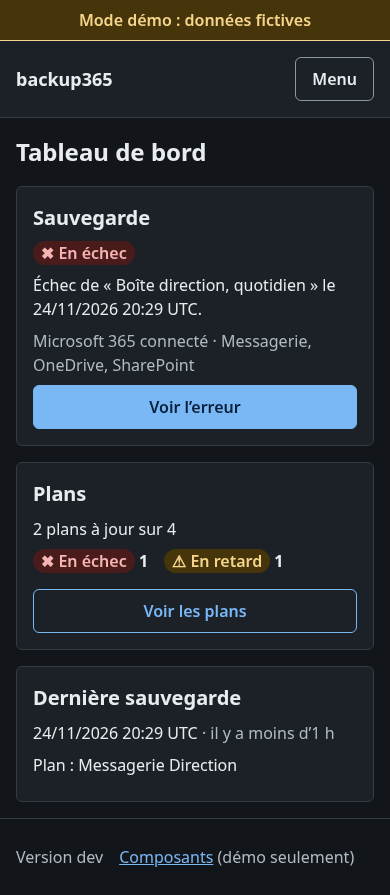 Mode démo : données fictives
backup365
Menu
Tableau de bord
Sauvegarde
✖ En échec
Échec de « Boîte direction, quotidien » le
24/11/2026 20:29 UTC.
Microsoft 365 connecté · Messagerie,
OneDrive, SharePoint
Voir l’erreur
Plans
2 plans à jour sur 4
✖ En échec 1 ⚠ En retard 1
Voir les plans
Dernière sauvegarde
24/11/2026 20:29 UTC · il y a moins d’1 h
Plan : Messagerie Direction
Version dev Composants (démo seulement)